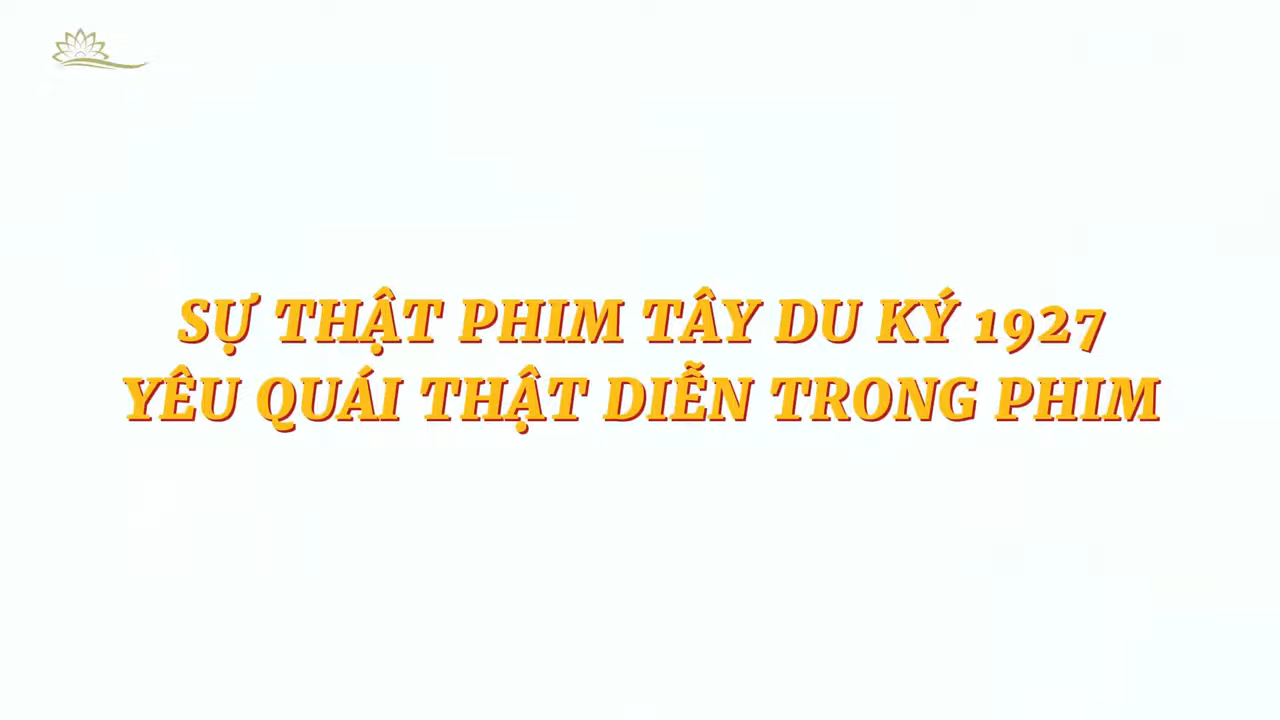 SỰ THẬT PHIM TÂY DU KÝ 1927
YÊU QUÁI THẬT DIỄN TRONG PHIM